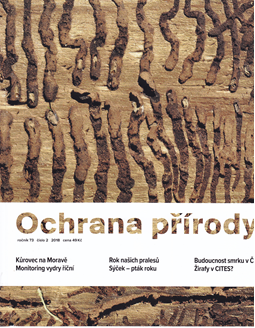 Ochrana přírody
ročník 73 číslo 2 2018 cena 49 Kč
Kůrovec na Moravě
Monitoring vydry říční
Rok našich pralesů
Sýček – pták roku
Budoucnost smrku v Č
Žirafy v CITES?